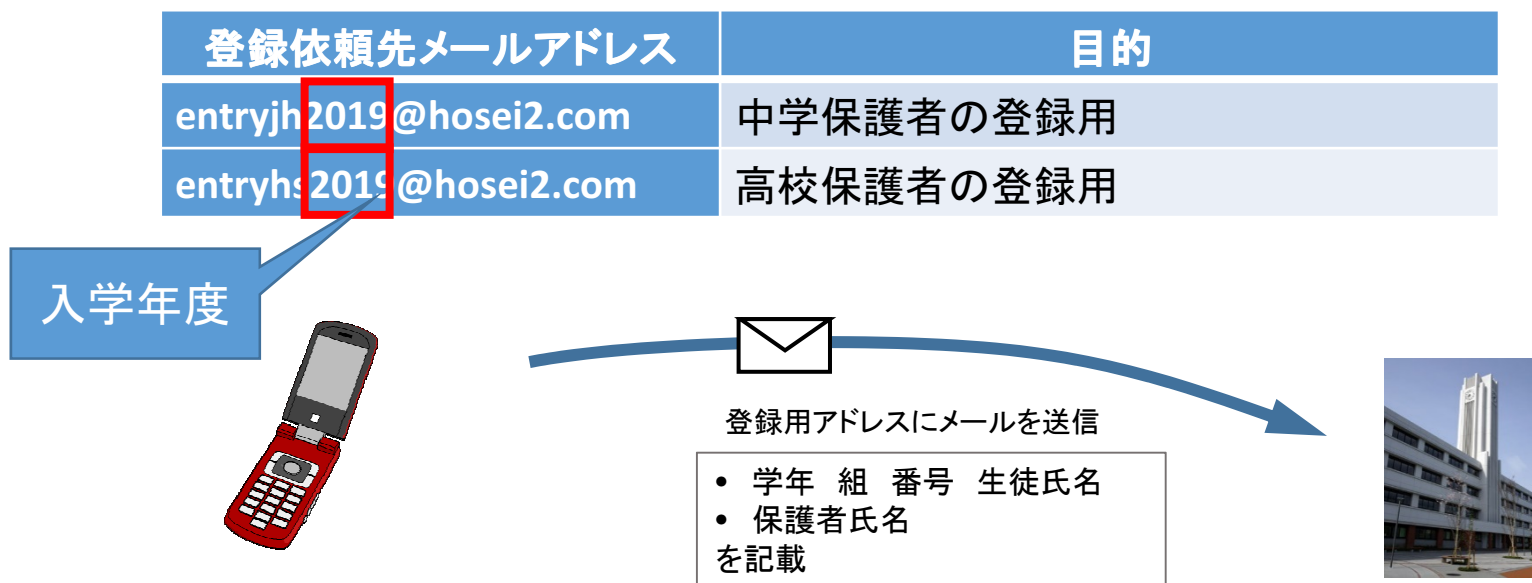 登録依頼先メールアドレス 目的
entryjh2019@hosei2.com 中学保護者の登録用
entryhs2019@hosei2.com 高校保護者の登録用
入学年度
登録用アドレスにメールを送信
• 学年 組 番号 生徒氏名
• 保護者氏名
を記載